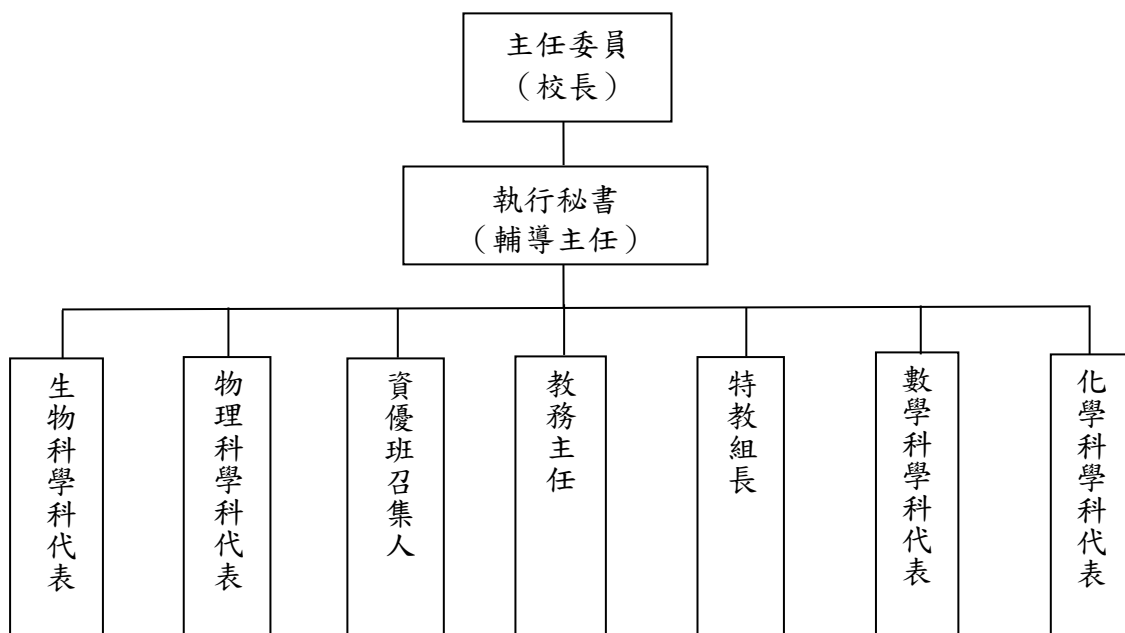 主任委員
（校長）
執行秘書
（輔導主任）
生物科學科代表
物理科學科代表
資優班召集人
教務主任
特教組長
數學科學科代表
化學科學科代表